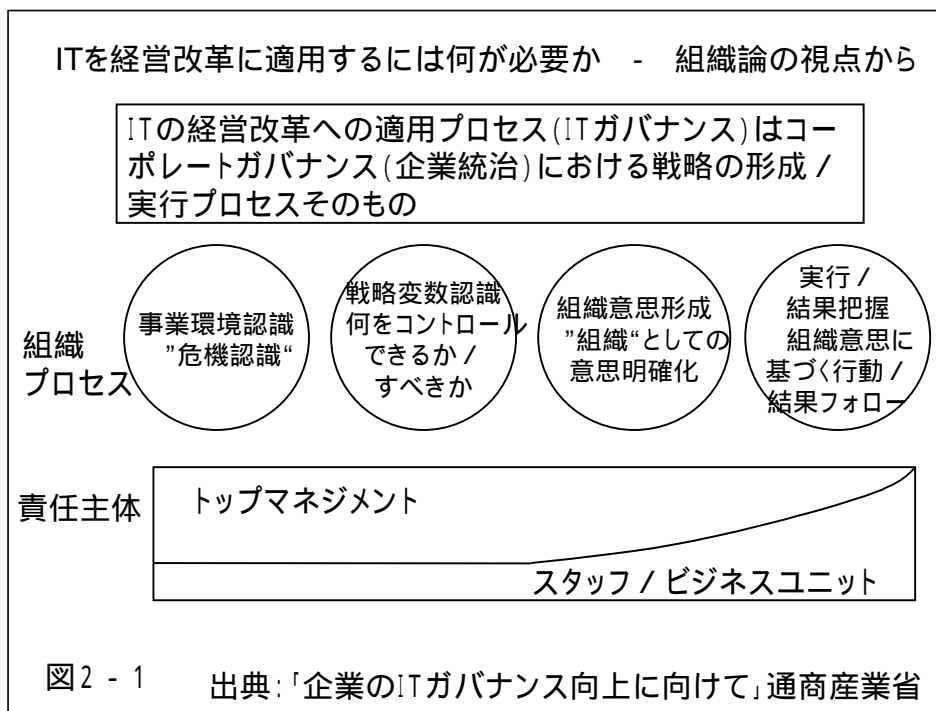 ITを経営改革に適用するには何が必要か　-　組織論の視点から
ITの経営改革への適用プロセス(ITガバナンス)はコー
ポレートガバナンス(企業統治)における戦略の形成／
実行プロセスそのもの
組織
プロセス
事業環境認識
”危機認識“
戦略変数認識
何をコントロール
できるか／
すべきか
組織意思形成
”組織“としての
意思明確化
実行／
結果把握
組織意思に
基づく行動／
結果フォロー
責任主体
トップマネジメント
スタッフ／ビジネスユニット
図2-1　出典:「企業のITガバナンス向上に向けて」通商産業省